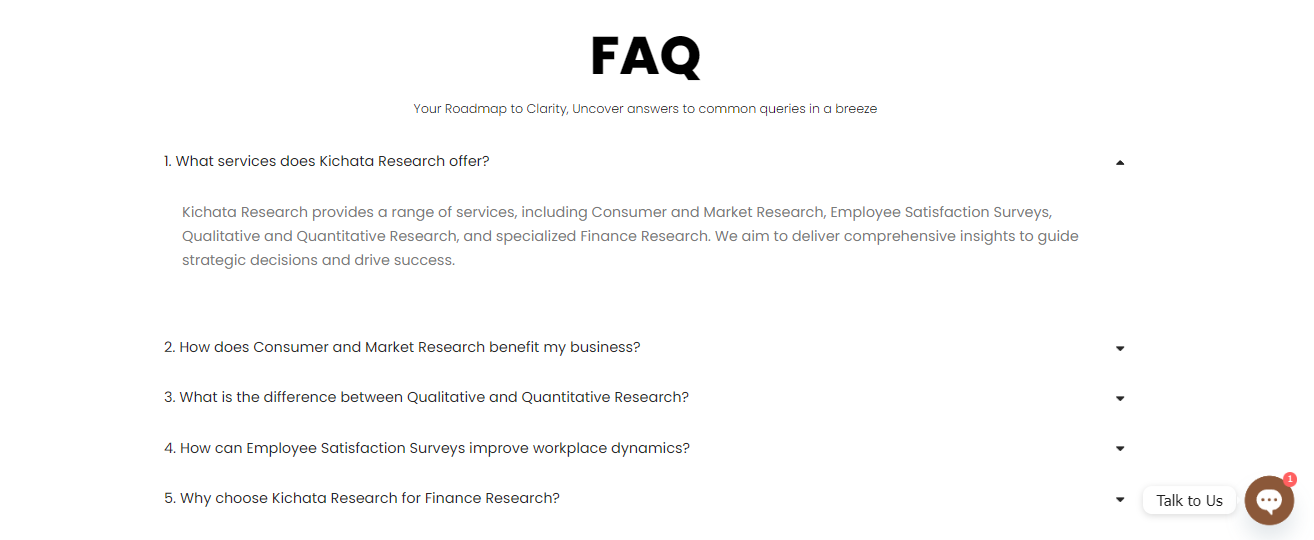 FAQ
Your Roadmap to Clarity, Uncover answers to common queries in a breeze
1. What services does Kichata Research offer?
Kichata Research provides a range of services, including Consumer and Market Research, Employee Satisfaction Surveys,
Qualitative and Quantitative Research, and specialized Finance Research. We aim to deliver comprehensive insights to guide
strategic decisions and drive success.
2. How does Consumer and Market Research benefit my business?
3. What is the difference between Qualitative and Quantitative Research?
4. How can Employee Satisfaction Surveys improve workplace dynamics?
5. Why choose Kichata Research for Finance Research?
Talk to Us
1